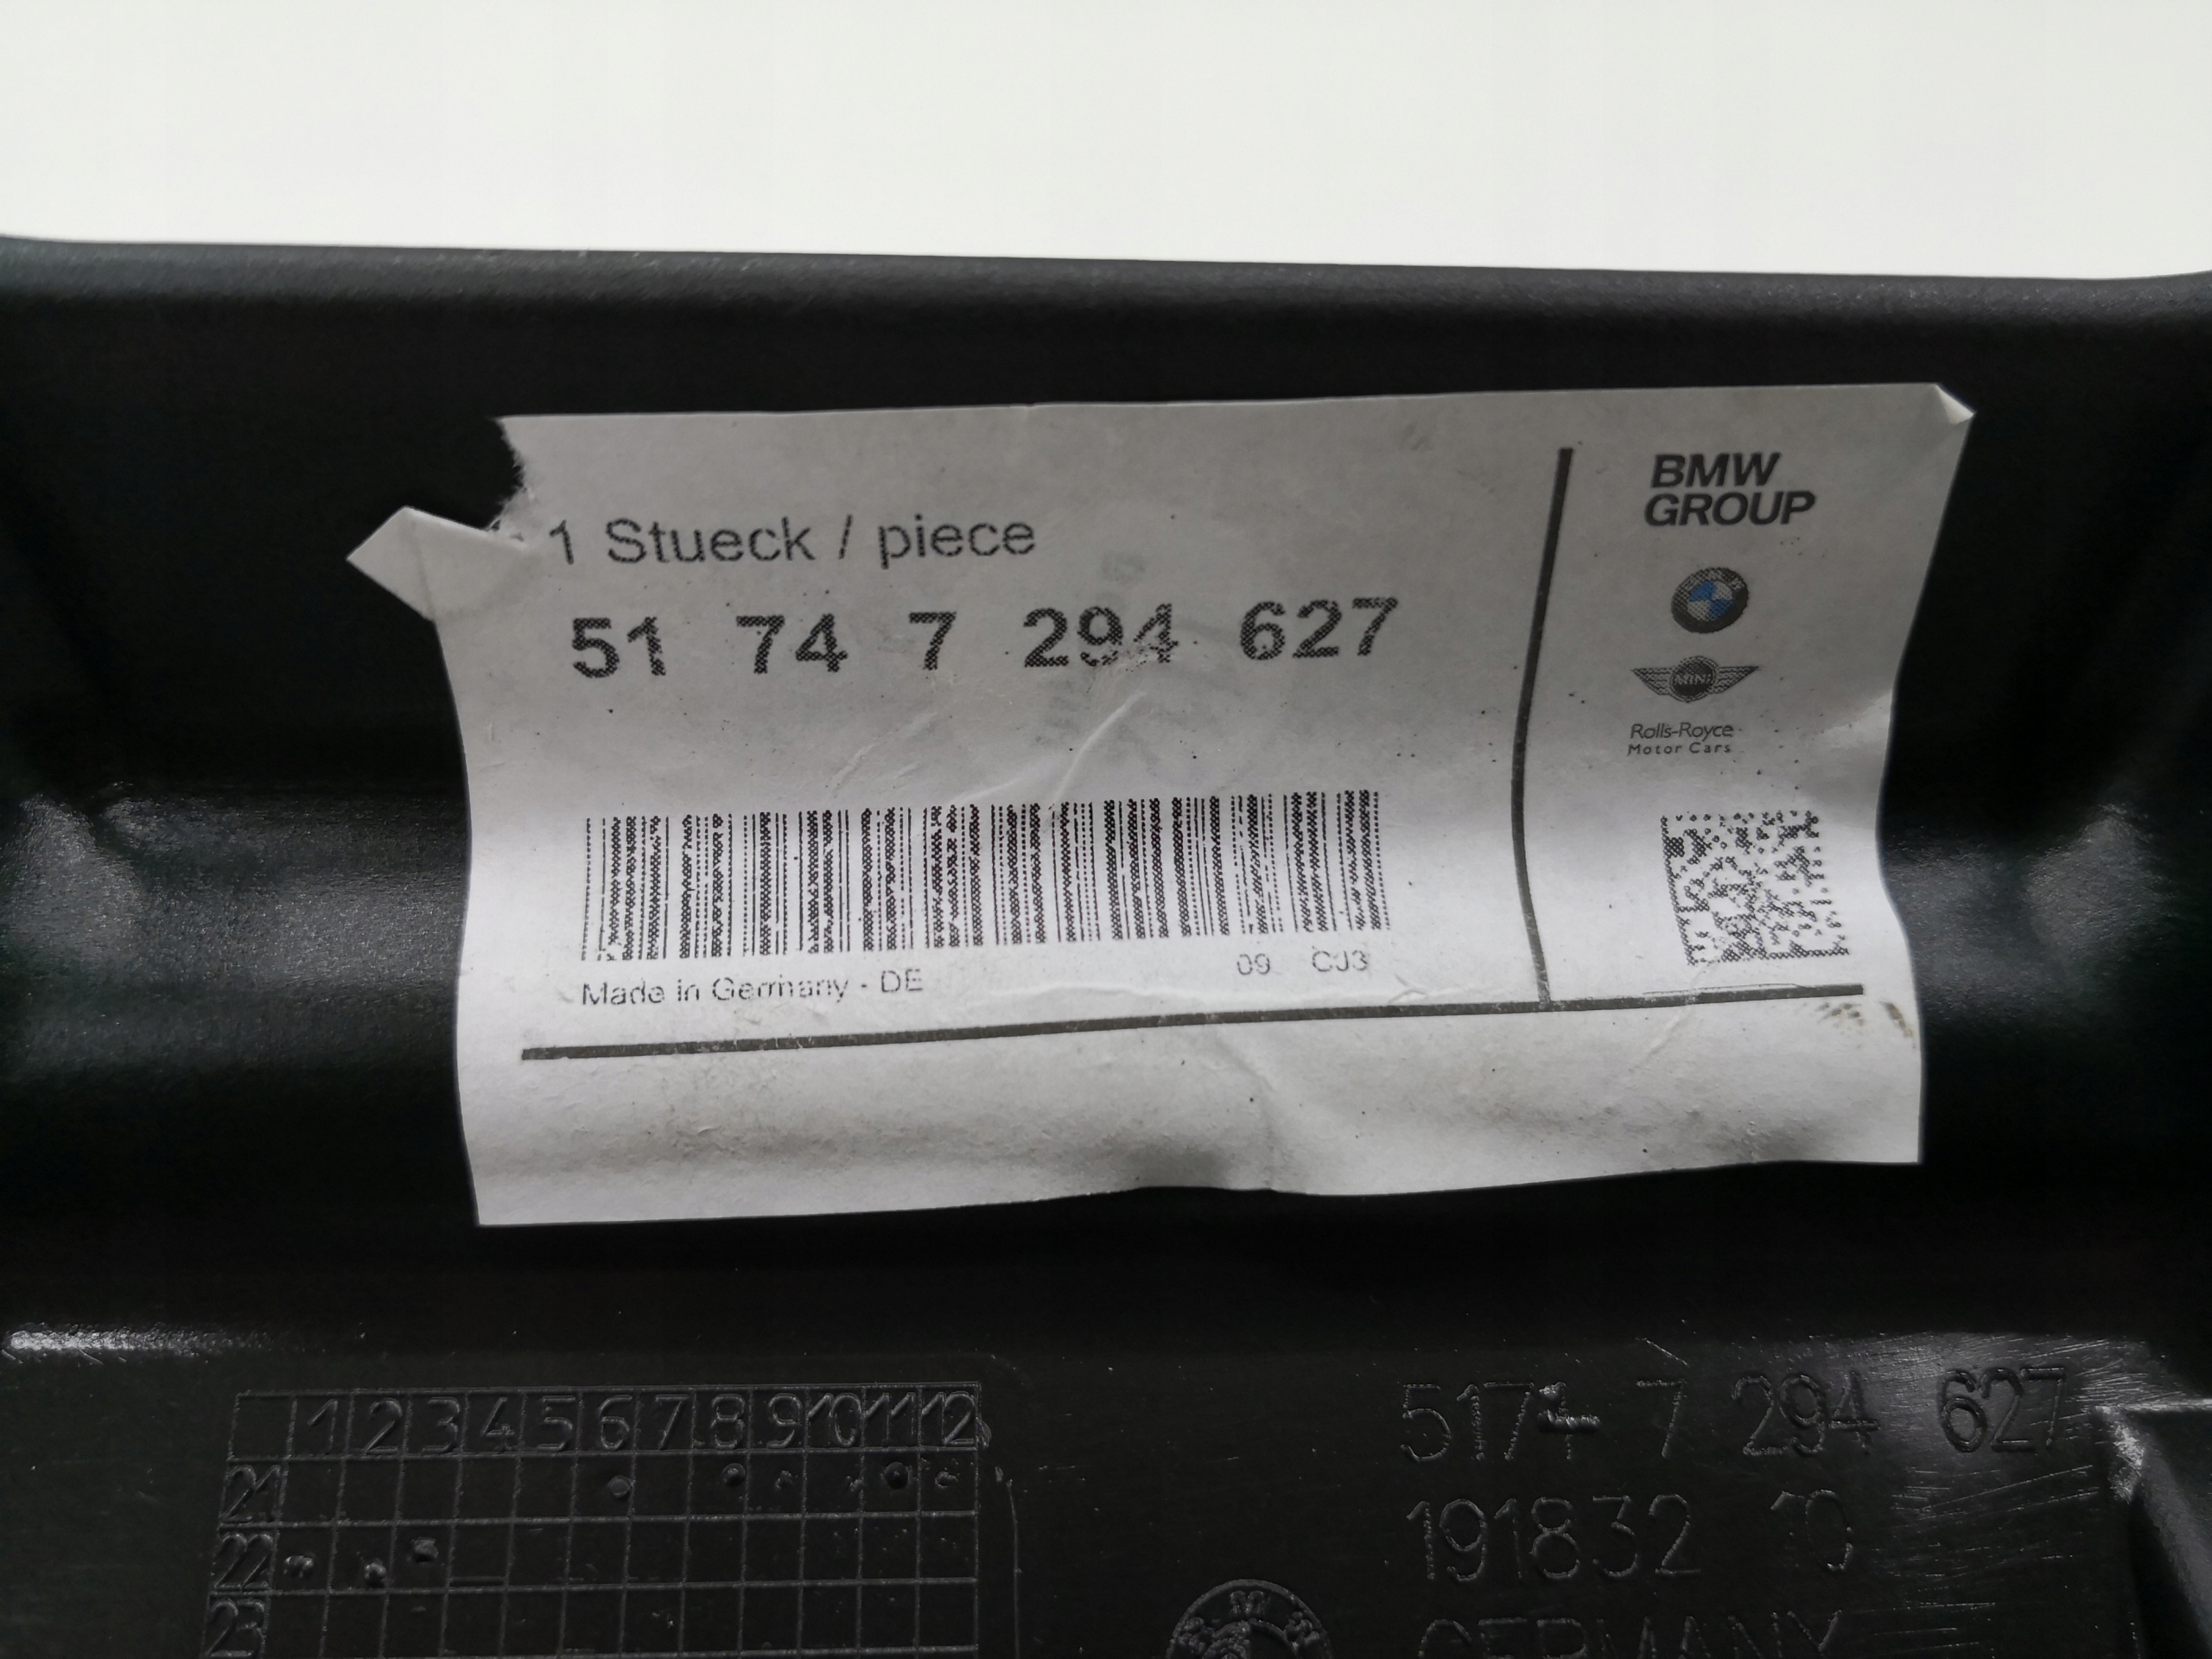 1 Stueck / piece
51 74 7 294 627
BMW
GROUP
MINI
Rolls-Royce
Motor Cars
Made in Germany - DE
09 CJ3
1 2 3 4 5 6 7 8 9 10 11 12
21
22
23
5174 7 294 627
191832 10
GERMANY